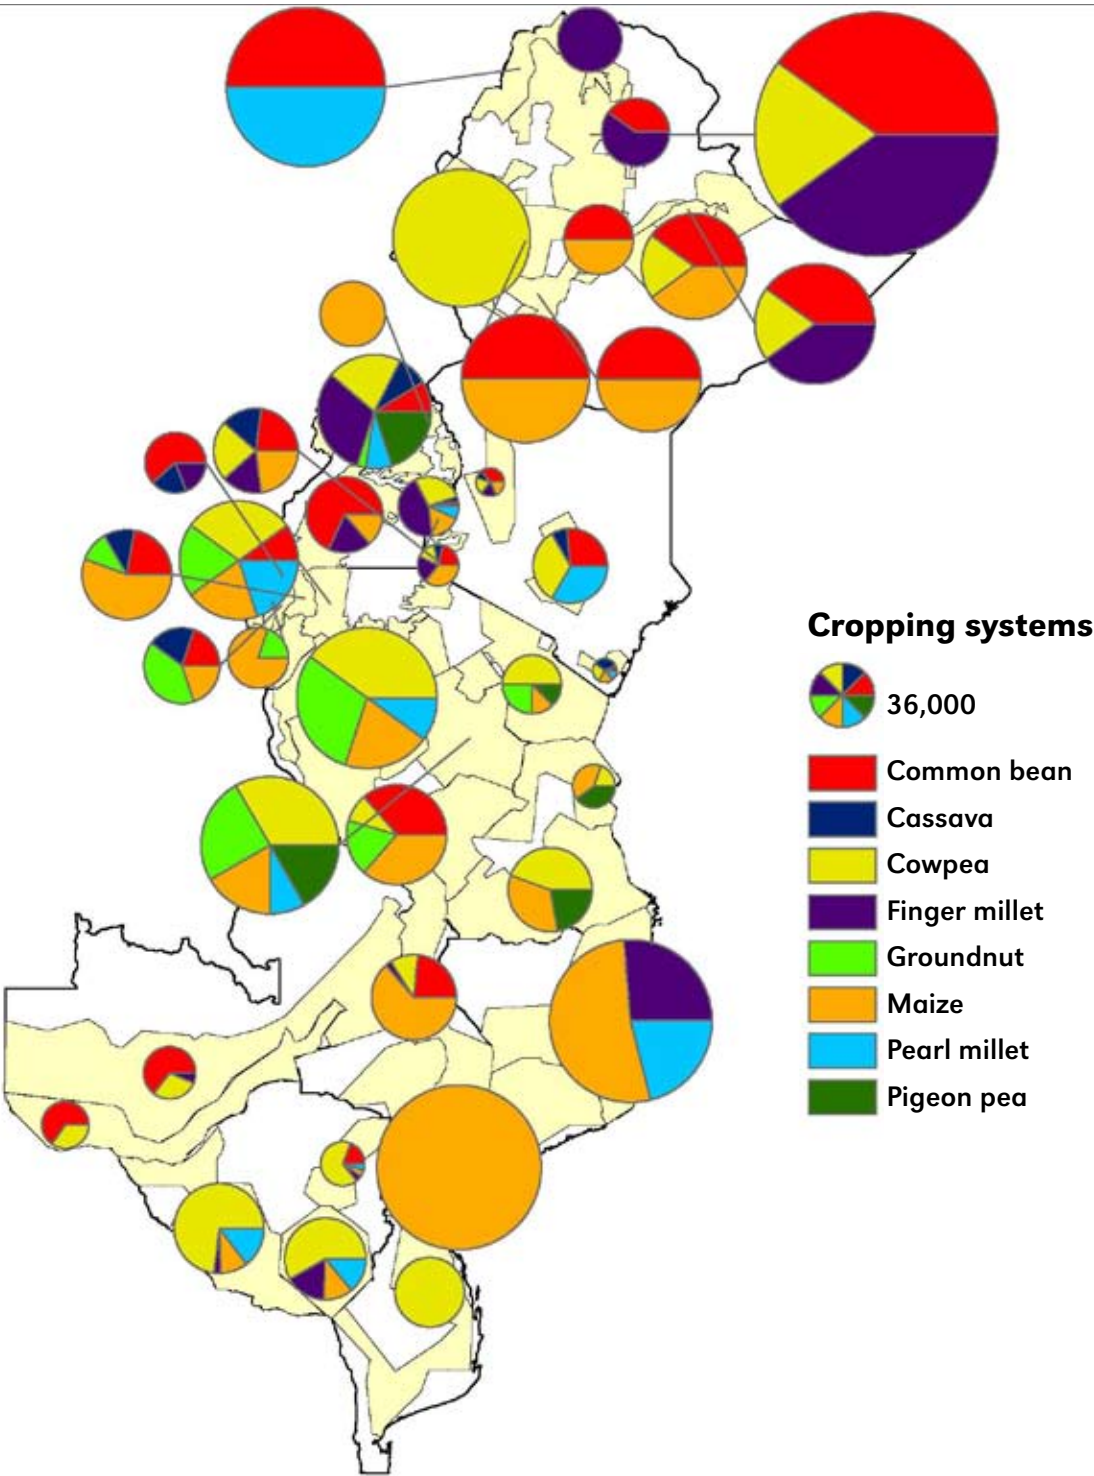 Cropping systems
36,000
Common bean
Cassava
Cowpea
Finger millet
Groundnut
Maize
Pearl millet
Pigeon pea